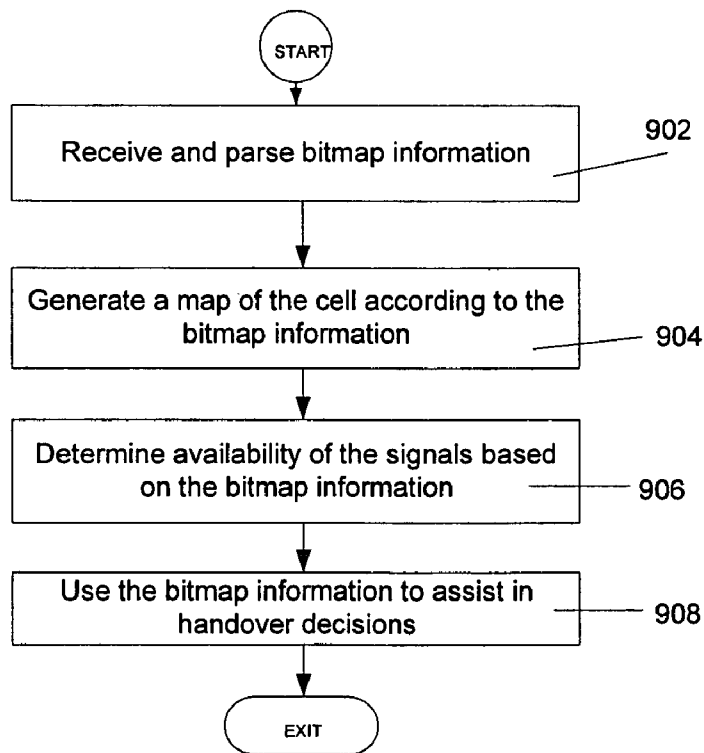 START
Receive and parse bitmap information
902
Generate a map of the cell according to the
bitmap information
904
Determine availability of the signals based
on the bitmap information
906
Use the bitmap information to assist in
handover decisions
908
EXIT